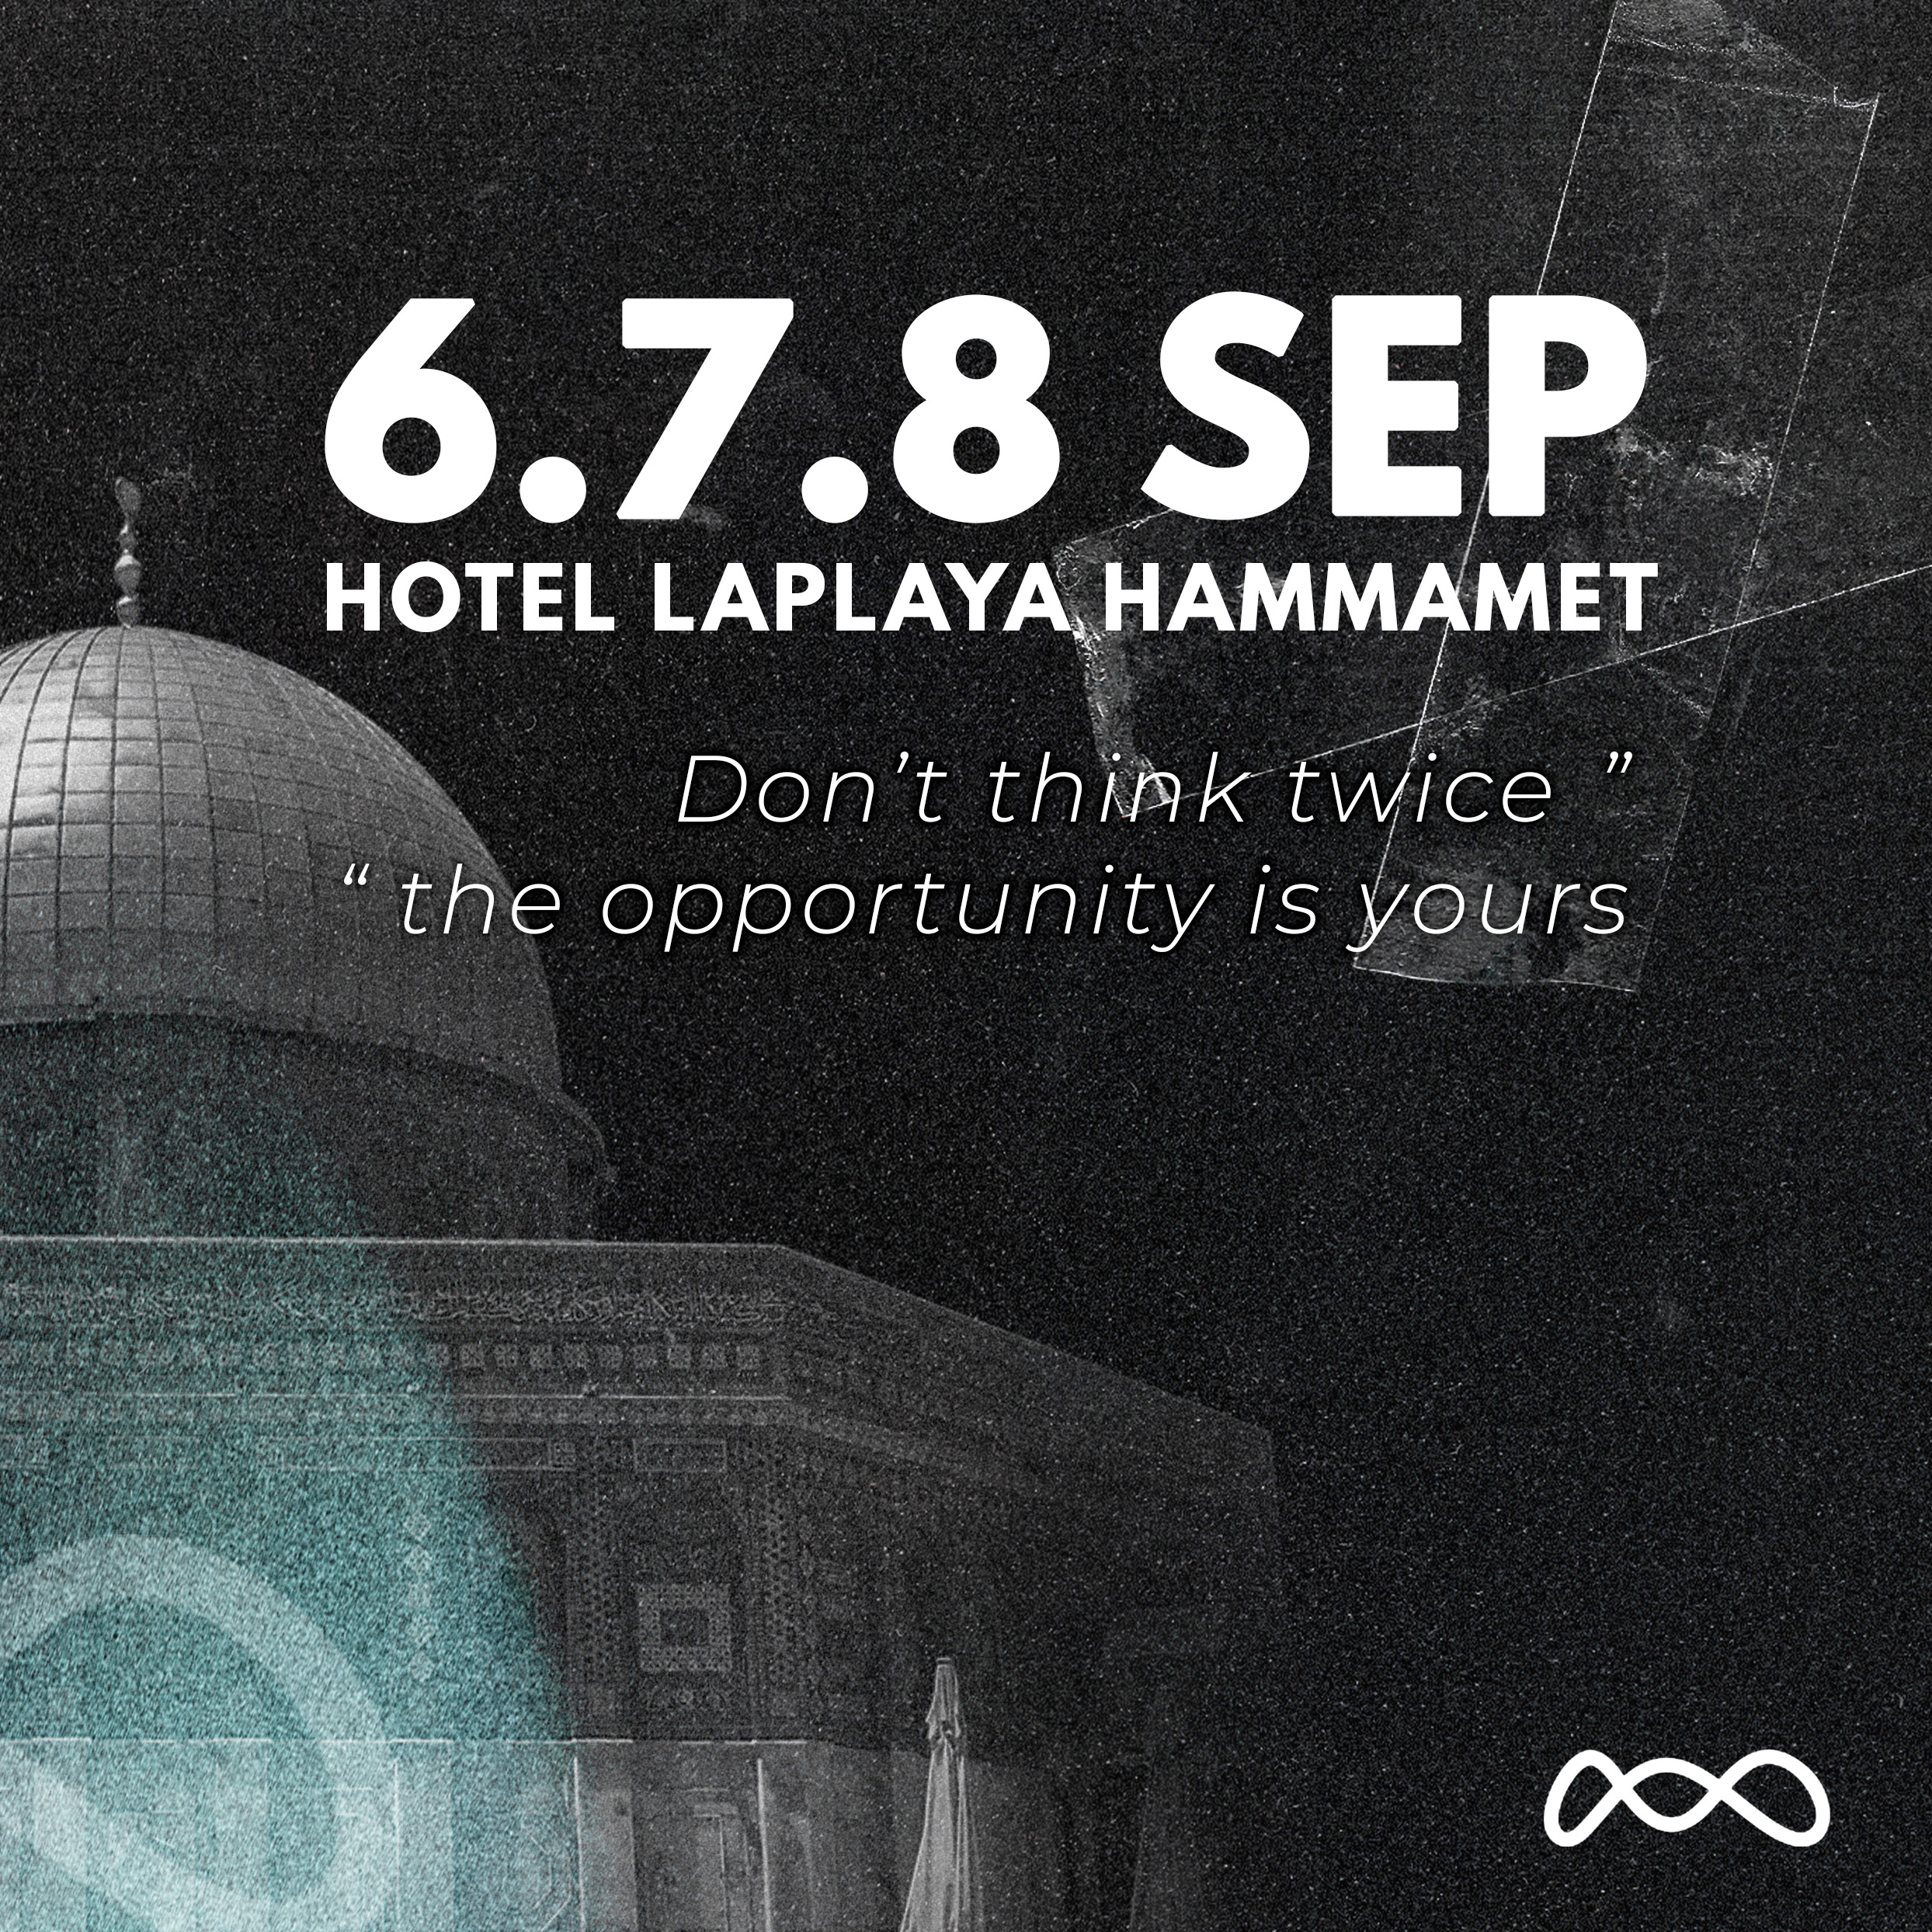 6.7.8 SEP
HOTEL LAPLAYA HAMMAMET
Don’t think twice ”
“ the opportunity is yours